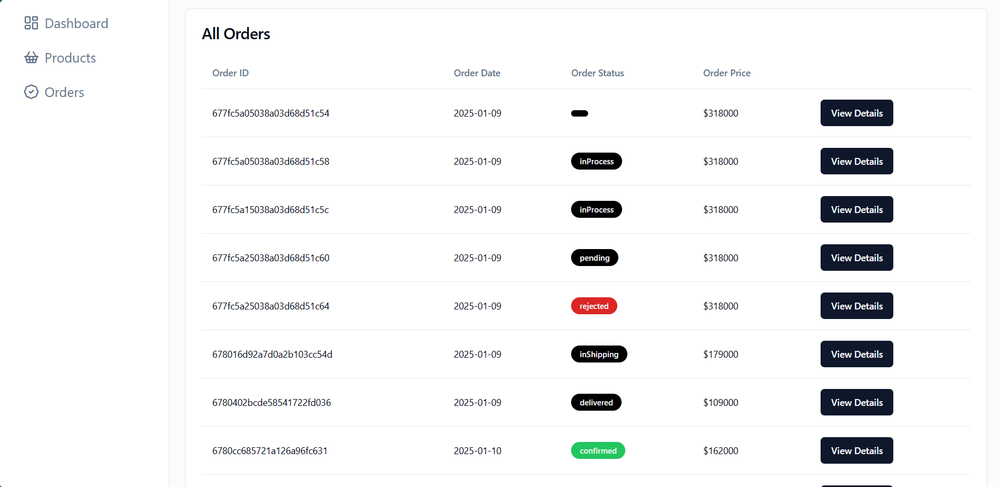 Dashboard
Products
Orders
All Orders
Order ID Order Date Order Status Order Price
677fc5a05038a03d68d51c54 2025-01-09 $318000 View Details
677fc5a05038a03d68d51c58 2025-01-09 inProcess $318000 View Details
677fc5a15038a03d68d51c5c 2025-01-09 inProcess $318000 View Details
677fc5a25038a03d68d51c60 2025-01-09 pending $318000 View Details
677fc5a25038a03d68d51c64 2025-01-09 rejected $318000 View Details
678016d92a7d0a2b103cc54d 2025-01-09 inShipping $179000 View Details
6780402bcde58541722fd036 2025-01-09 delivered $109000 View Details
6780cc685721a126a96fc631 2025-01-10 confirmed $162000 View Details